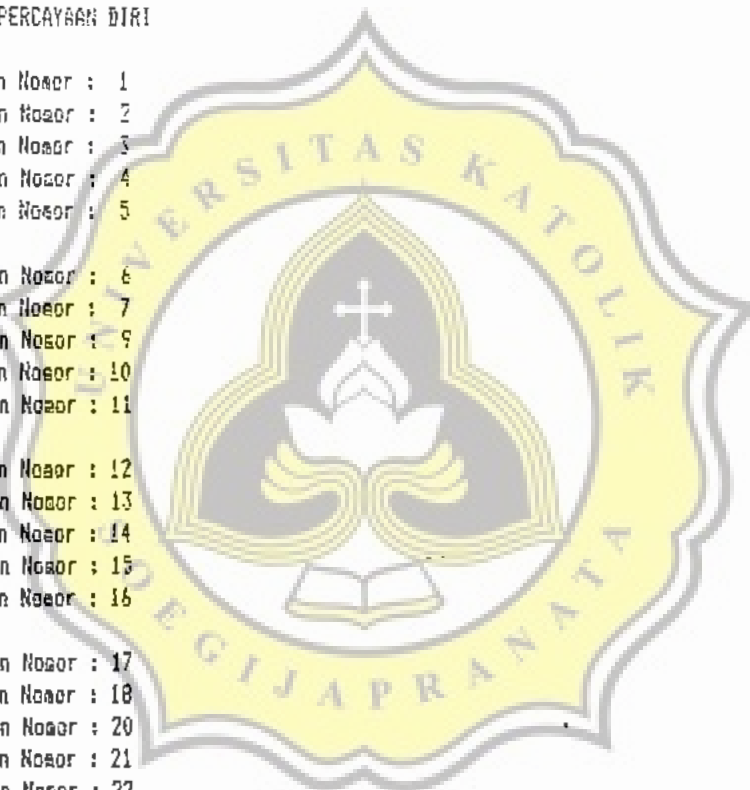 PERCAYAAN DIRI
n Nomor : 1
n Nomor : 2
n Nomor : 3
n Nomor : 4
n Nomor : 5
n Nomor : 6
n Nomor : 7
n Nomor : 9
n Nomor : 10
n Nomor : 11
n Nomor : 12
n Nomor : 13
n Nomor : 14
n Nomor : 15
n Nomor : 16
n Nomor : 17
n Nomor : 18
n Nomor : 20
n Nomor : 21
n Nomor : 22
UNIVERSITAS KATOLIK
SOEGIJAPRANATA